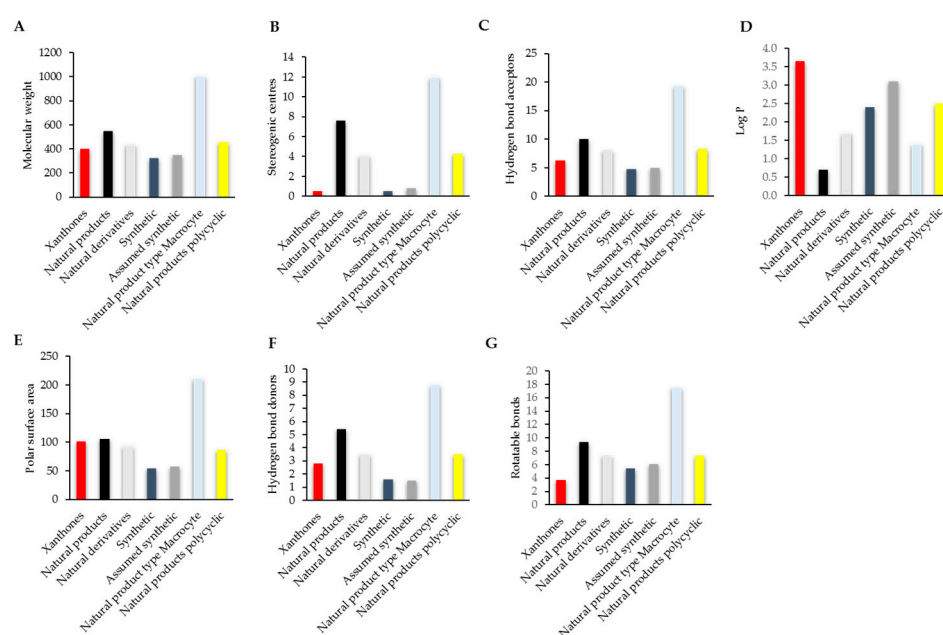 A
Molecular weight
1200
1000
800
600
400
200
0
Xanthones
Natural products
Natural derivatives
Synthetic
Assumed synthetic
Natural product type Macrocyte
Natural products polycyclic
B
Stereogenic centres
14
12
10
8
6
4
2
0
Xanthones
Natural products
Natural derivatives
Synthetic
Assumed synthetic
Natural product type Macrocyte
Natural products polycyclic
C
Hydrogen bond acceptors
25
20
15
10
5
0
Xanthones
Natural products
Natural derivatives
Synthetic
Assumed synthetic
Natural product type Macrocyte
Natural products polycyclic
D
Log P
4.0
3.5
3.0
2.5
2.0
1.5
1.0
0.5
0.0
Xanthones
Natural product
Natural derivatives
Synthetic
Assumed synthetic
Natural product type Macrocyte
Natural products polycyclic
E
Polar surface area
250
200
150
100
50
0
Xanthones
Natural products
Natural derivatives
Synthetic
Assumed synthetic
Natural product type Macrocyte
Natural products polycyclic
F
Hydrogen bond donors
10
9
8
7
6
5
4
3
2
1
0
Xanthones
Natural products
Natural derivatives
Synthetic
Assumed synthetic
Natural product type Macrocyte
Natural products polycyclic
G
Rotatable bonds
20
18
16
14
12
10
8
6
4
2
0
Xanthones
Natural products
Natural derivatives
Synthetic
Assumed synthetic
Natural product type Macrocyte
Natural products polycyclic